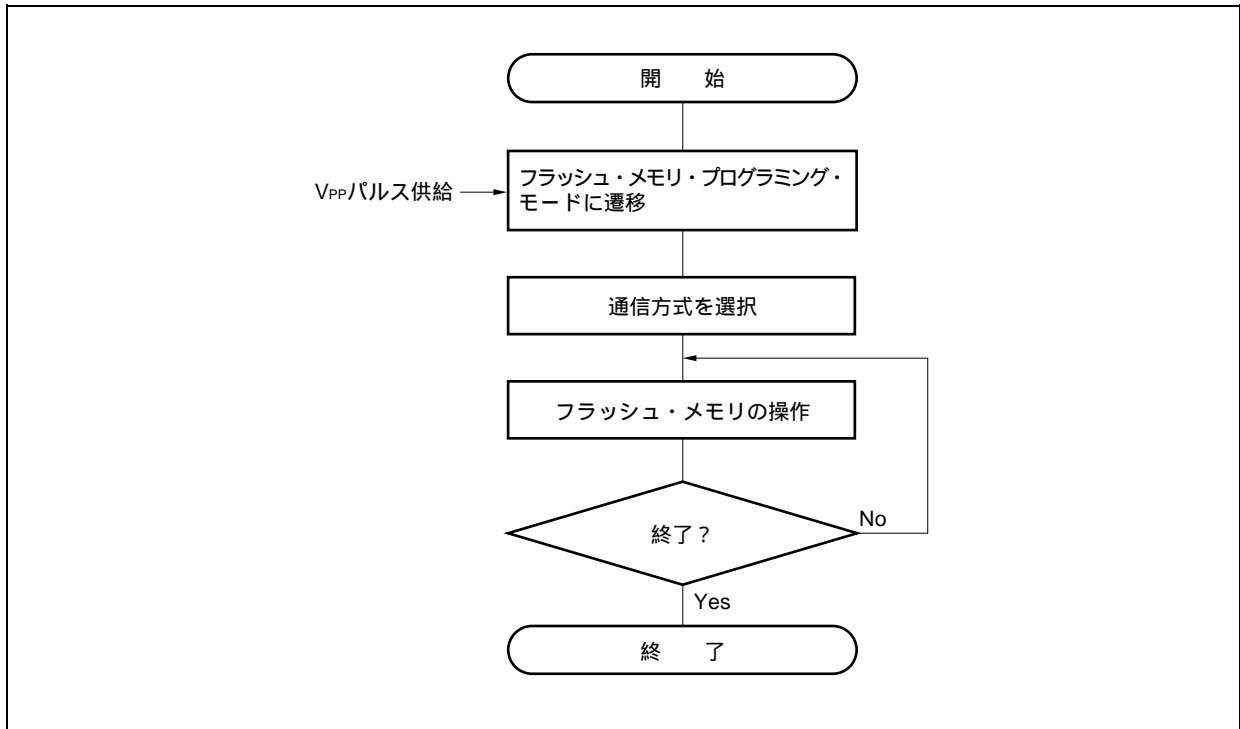 開　始
VPPパルス供給
フラッシュ・メモリ・プログラミング・
モードに遷移
通信方式を選択
フラッシュ・メモリの操作
終了？
No
Yes
終　了